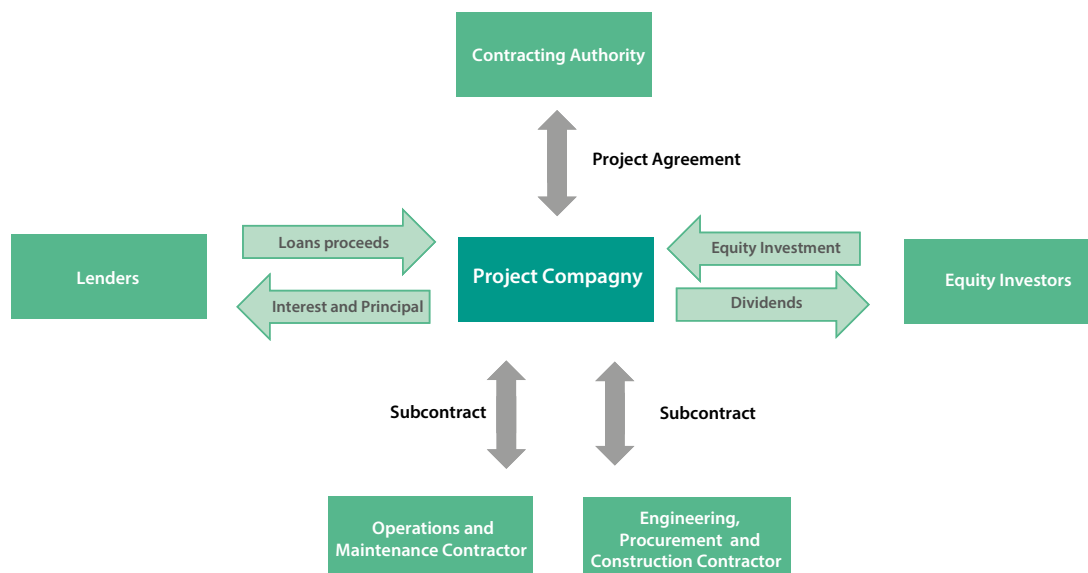 Contracting Authority
Project Agreement
Loans proceeds
Equity Investment
Lenders
Project Compagny
Equity Investors
Interest and Principal
Dividends
Subcontract
Subcontract
Operations and
Maintenance Contractor
Engineering,
Procurement and
Construction Contractor